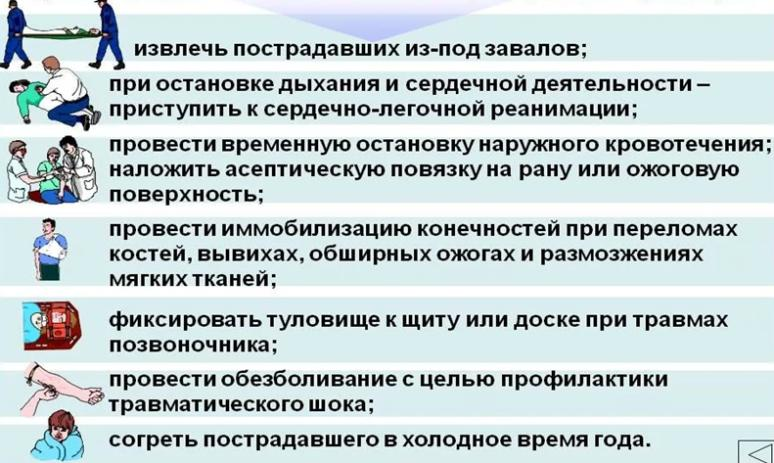 извлечь пострадавших из-под завалов;
при остановке дыхания и сердечной деятельности –
приступить к сердечно-легочной реанимации;
провести временную остановку наружного кровотечения;
наложить асептическую повязку на рану или ожоговую
поверхность;
провести иммобилизацию конечностей при переломах
костей, вывихах, обширных ожогах и размозжениях
мягких тканей;
фиксировать туловище к щиту или доске при травмах
позвоночника;
провести обезболивание с целью профилактики
травматического шока;
согреть пострадавшего в холодное время года.